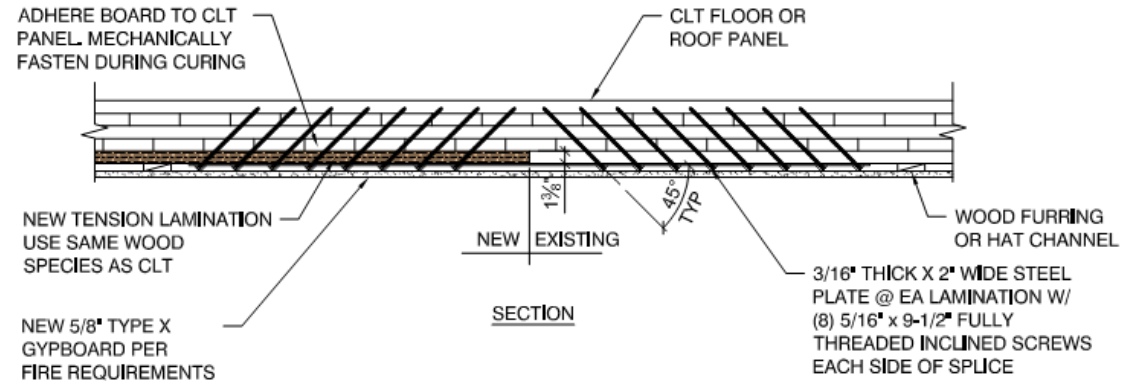 ADHERE BOARD TO CLT
PANEL. MECHANICALLY
FASTEN DURING CURING
CLT FLOOR OR
ROOF PANEL
1 3/8"
45°
TYP
NEW TENSION LAMINATION
USE SAME WOOD
SPECIES AS CLT
NEW EXISTING
WOOD FURRING
OR HAT CHANNEL
NEW 5/8" TYPE X
GYPBOARD PER
FIRE REQUIREMENTS
SECTION
3/16" THICK X 2" WIDE STEEL
PLATE @ EA LAMINATION W/
(8) 5/16" x 9-1/2" FULLY
THREADED INCLINED SCREWS
EACH SIDE OF SPLICE